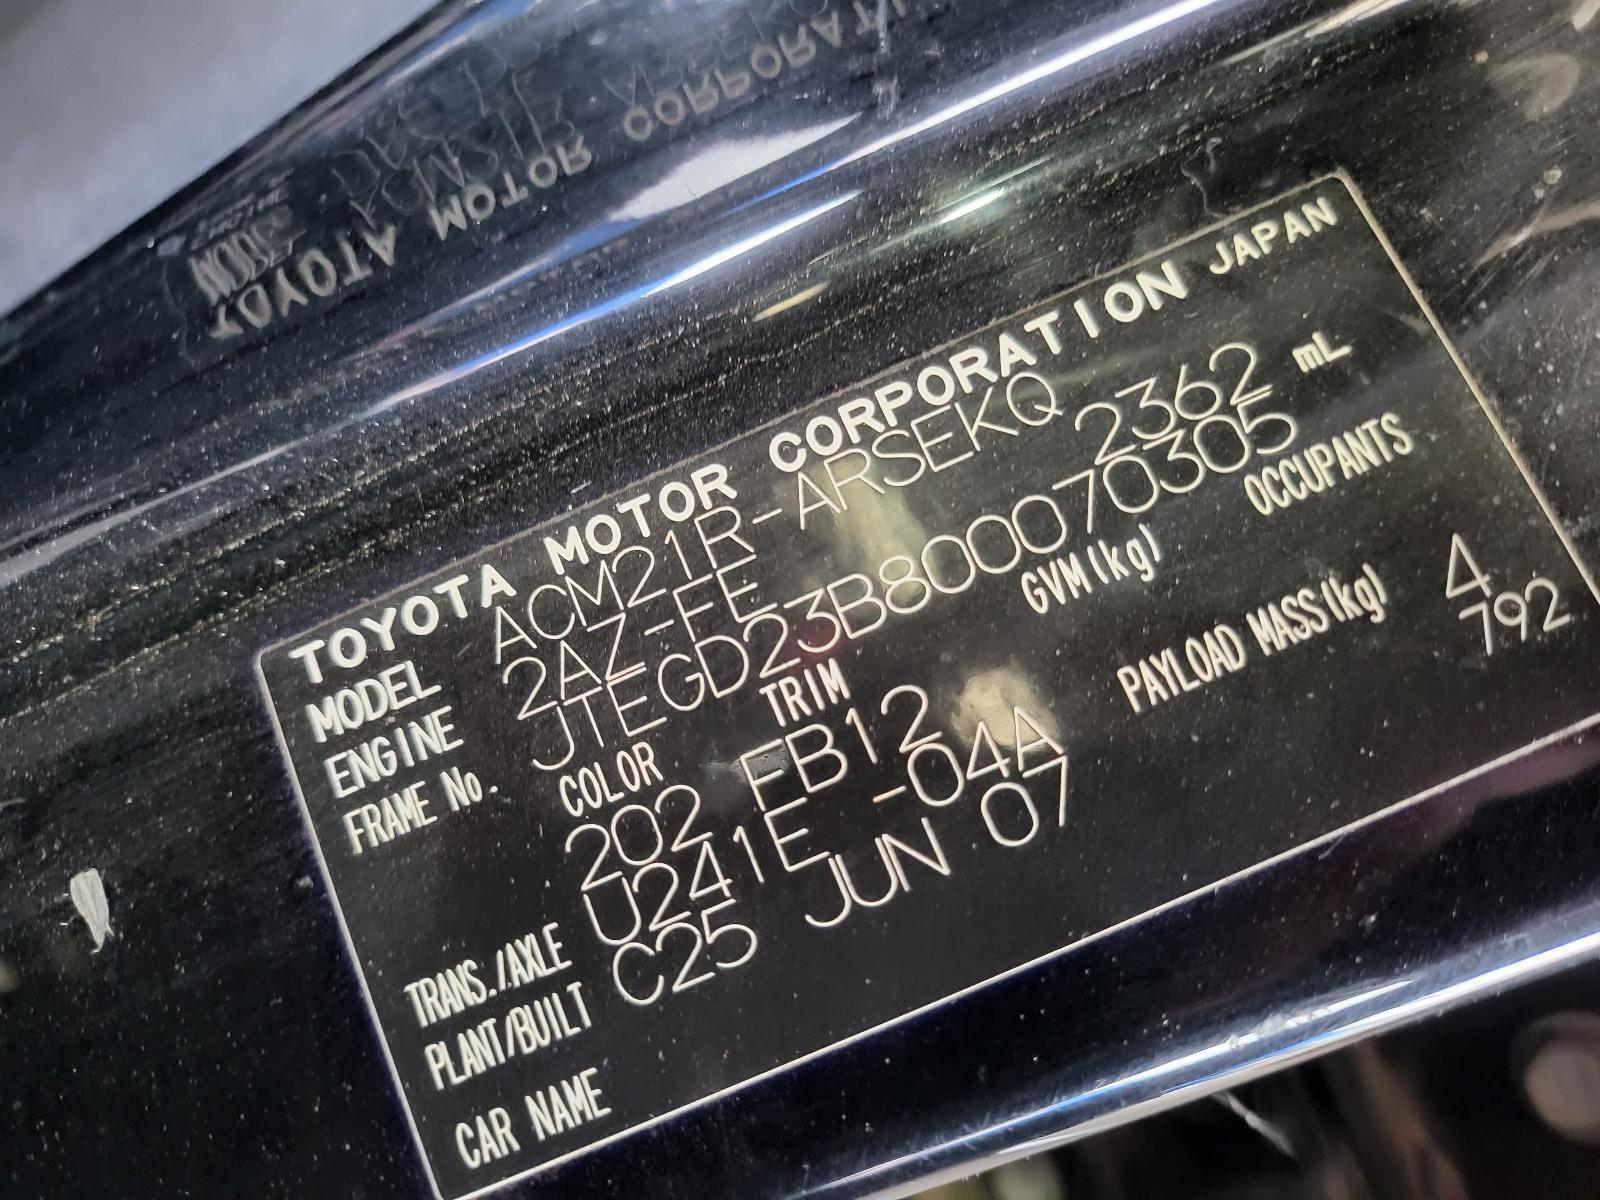 TOYOTA MOTOR CORPORATION JAPAN
MODEL ACM21R-ARSEKQ
ENGINE 2AZ-FE 2362 mL
FRAME No. JTEGD23B800070305
COLOR TRIM GVM(kg) OCCUPANTS
202 FB12 4
PAYLOAD MASS(kg) 792
TRANS./AXLE U241E -04A
PLANT/BUILT C25 JUN 07
CAR NAME
TOYOTA MOTOR CORPORATI